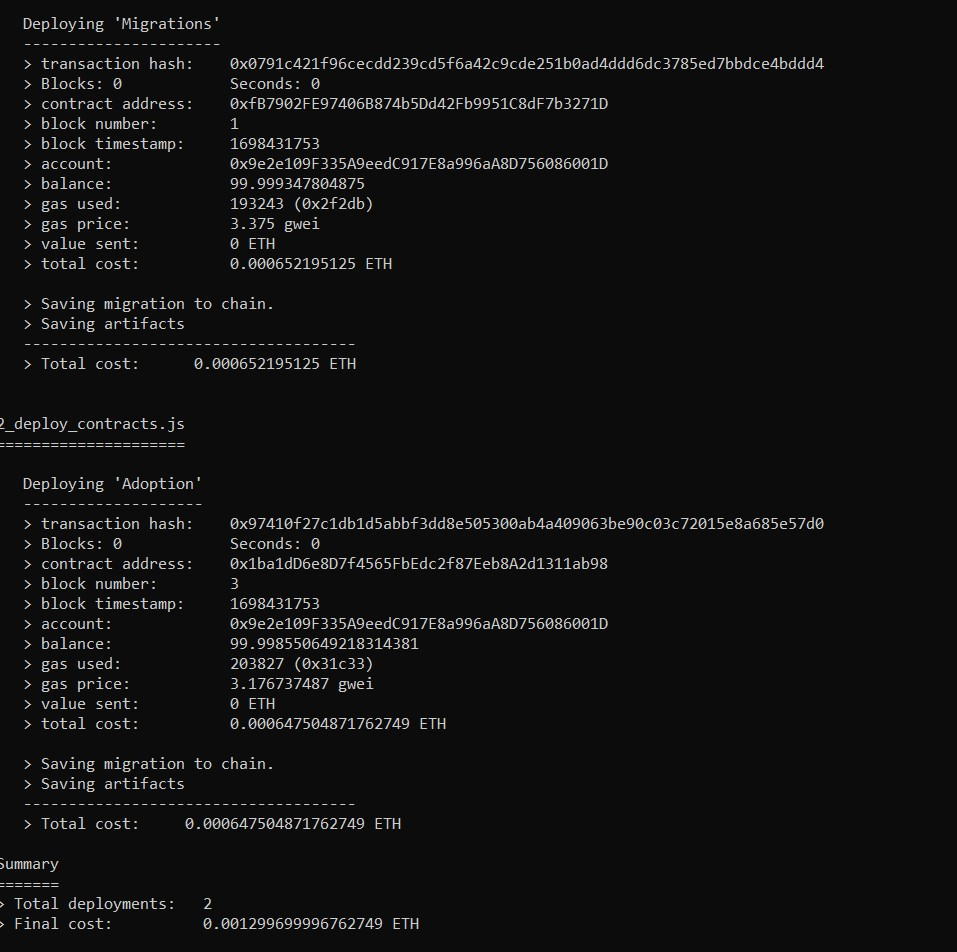 Deploying 'Migrations'
----------------------
> transaction hash:    0x0791c421f96cecdd239cd5f6a42c9cde251b0ad4ddd6dc3785ed7bbdce4bddd4
> Blocks: 0            Seconds: 0
> contract address:    0xfB7902FE97406B874b5Dd42Fb9951C8dF7b3271D
> block number:        1
> block timestamp:     1698431753
> account:             0x9e2e109F335A9eedC917E8a996aA8D756086001D
> balance:             99.999347804875
> gas used:            193243 (0x2f2db)
> gas price:           3.375 gwei
> value sent:          0 ETH
> total cost:          0.000652195125 ETH
> Saving migration to chain.
> Saving artifacts
-------------------------------------
> Total cost:      0.000652195125 ETH
2_deploy_contracts.js
=====================
Deploying 'Adoption'
--------------------
> transaction hash:    0x97410f27c1db1d5abbf3dd8e505300ab4a409063be90c03c72015e8a685e57d0
> Blocks: 0            Seconds: 0
> contract address:    0x1ba1dD6e8D7f4565FbEdc2f87Eeb8A2d1311ab98
> block number:        3
> block timestamp:     1698431753
> account:             0x9e2e109F335A9eedC917E8a996aA8D756086001D
> balance:             99.998550649218314381
> gas used:            203827 (0x31c33)
> gas price:           3.176737487 gwei
> value sent:          0 ETH
> total cost:          0.000647504871762749 ETH
> Saving migration to chain.
> Saving artifacts
-------------------------------------
> Total cost:     0.000647504871762749 ETH
Summary
=======
> Total deployments:   2
> Final cost:          0.001299699996762749 ETH